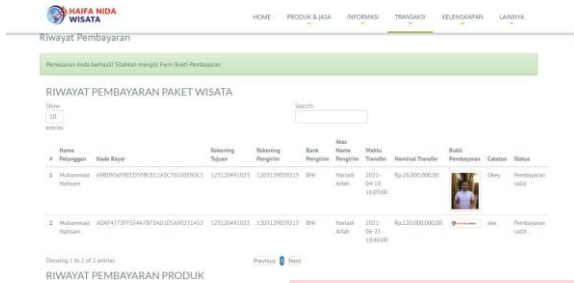 HAIFA NIDA
WISATA
HOME PRODUK & JASA INFORMASI TRANSAKSI KELENGKAPAN LAINNYA
Riwayat Pembayaran
Pemesanan Anda berhasil! Silahkan mengisi Form Bukti Pembayaran
RIWAYAT PEMBAYARAN PAKET WISATA
Show
10
entries
Search:
# Nama Pelanggan Kode Bayar Rekening Tujuan Rekening Pengirim Bank Pengirim Atas Nama Pengirim Waktu Transfer Nominal Transfer Bukti Pembayaran Catatan Status
1 Muhammad Haitsam 123120491023 1203129039213 BNI Hariadi Arfah 2021-04-18 16:03:00 Rp.28.000.000,00 Okey Pembayaran valid
2 Muhammad Haitsam 123120491023 1203129039213 BNI Hariadi Arfah 2021-06-25 10:46:00 Rp.120.000.000,00 oke Pembayaran valid
Showing 1 to 2 of 2 entries
Previous 1 Next
RIWAYAT PEMBAYARAN PRODUK